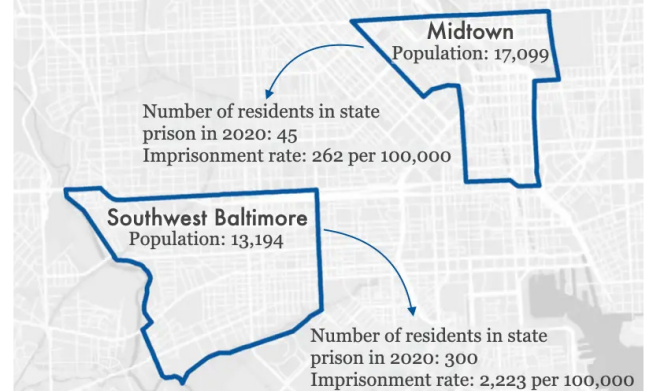 Midtown
Population: 17,099
Number of residents in state
prison in 2020: 45
Imprisonment rate: 262 per 100,000
Southwest Baltimore
Population: 13,194
Number of residents in state
prison in 2020: 300
Imprisonment rate: 2,223 per 100,000